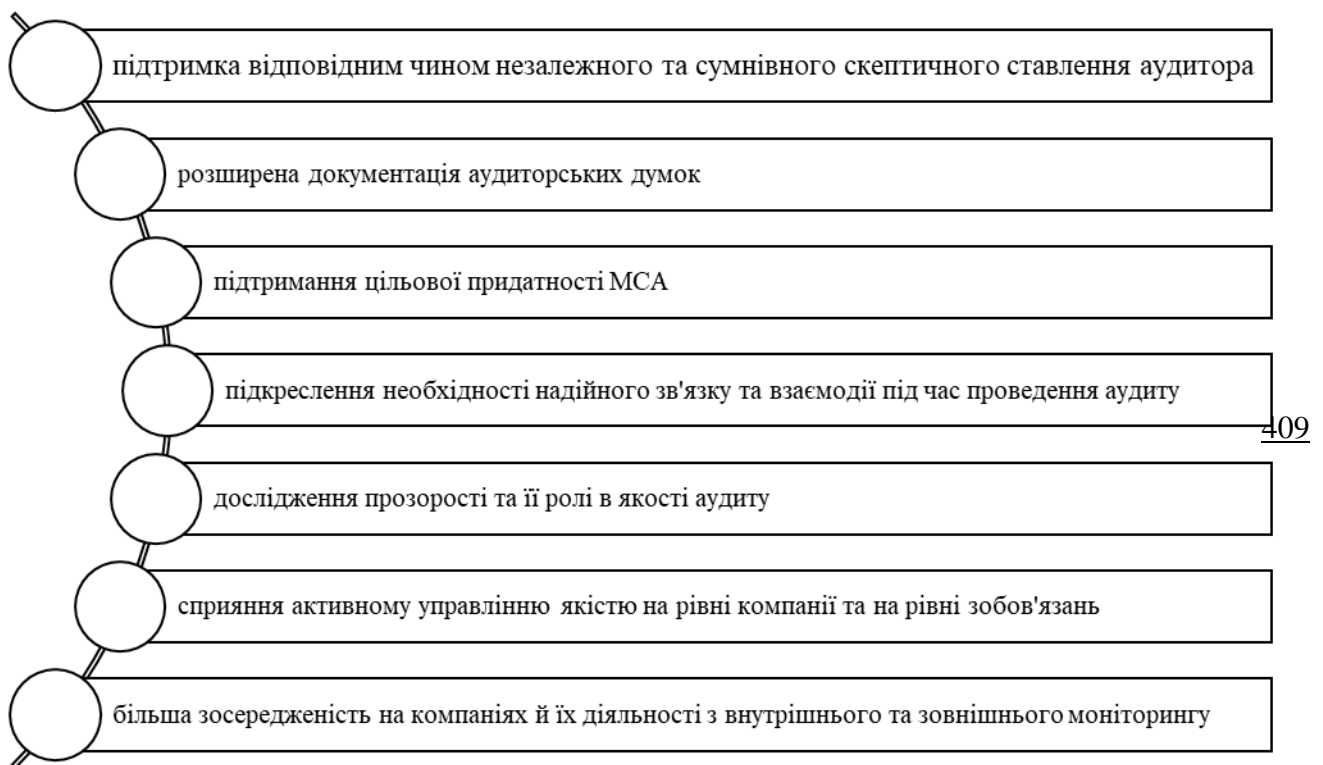 підтримка відповідним чином незалежного та сумнівного скептичного ставлення аудитора
розширена документація аудиторських думок
підтримання цільової придатності МСА
підкреслення необхідності надійного зв'язку та взаємодії під час проведення аудиту
409
дослідження прозорості та її ролі в якості аудиту
сприяння активному управлінню якістю на рівні компанії та на рівні зобов'язань
більша зосередженість на компаніях й їх діяльності з внутрішнього та зовнішнього моніторингу